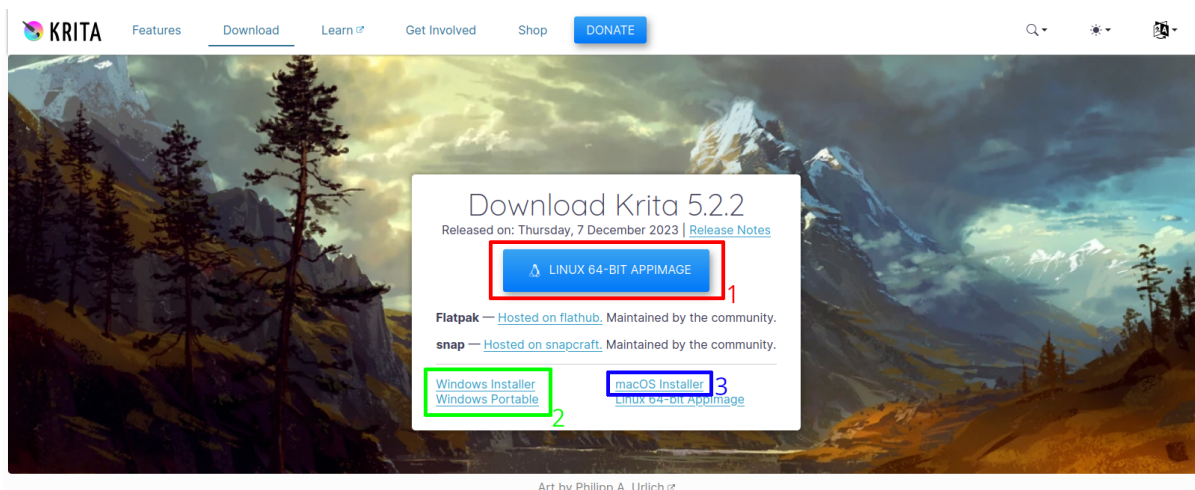 KRITA Features Download Learn Get Involved Shop DONATE
Download Krita 5.2.2
Released on: Thursday, 7 December 2023 | Release Notes
LINUX 64-BIT APPIMAGE
1
Flatpak — Hosted on flathub. Maintained by the community.
snap — Hosted on snapcraft. Maintained by the community.
Windows Installer macOS Installer 3
Windows Portable Linux 64-bit AppImage
2
Art by Philipp A. Urlich